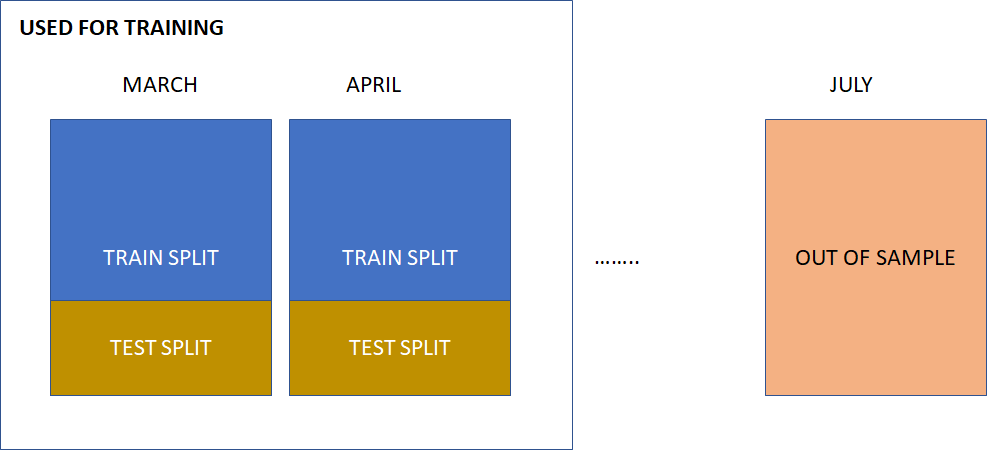 USED FOR TRAINING
MARCH
APRIL
JULY
TRAIN SPLIT
TRAIN SPLIT
……..
OUT OF SAMPLE
TEST SPLIT
TEST SPLIT